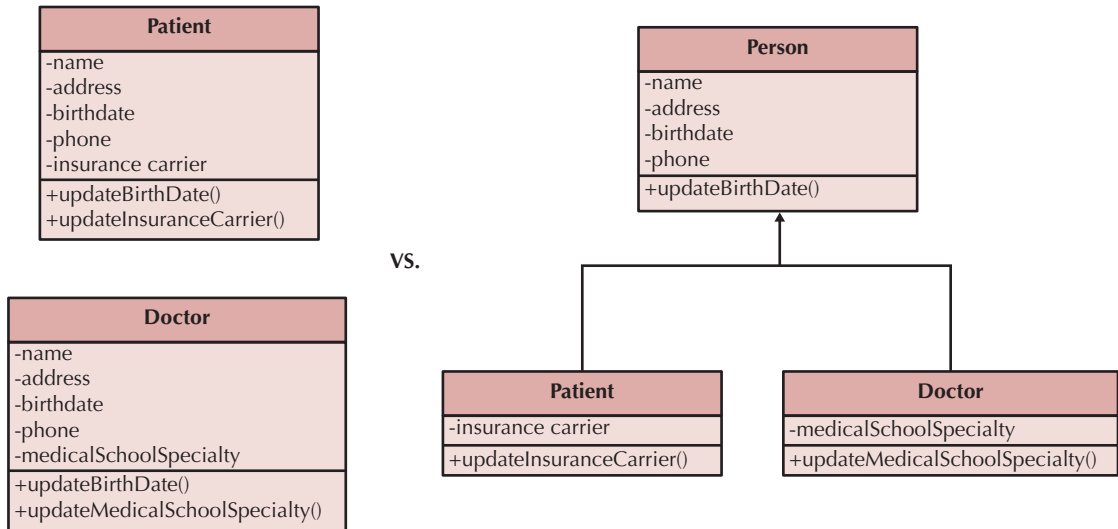 Patient
-name
-address
-birthdate
-phone
-insurance carrier
+updateBirthDate()
+updateInsuranceCarrier()
Doctor
-name
-address
-birthdate
-phone
-medicalSchoolSpecialty
+updateBirthDate()
+updateMedicalSchoolSpecialty()
VS.
Person
-name
-address
-birthdate
-phone
+updateBirthDate()
Patient
-insurance carrier
+updateInsuranceCarrier()
Doctor
-medicalSchoolSpecialty
+updateMedicalSchoolSpecialty()